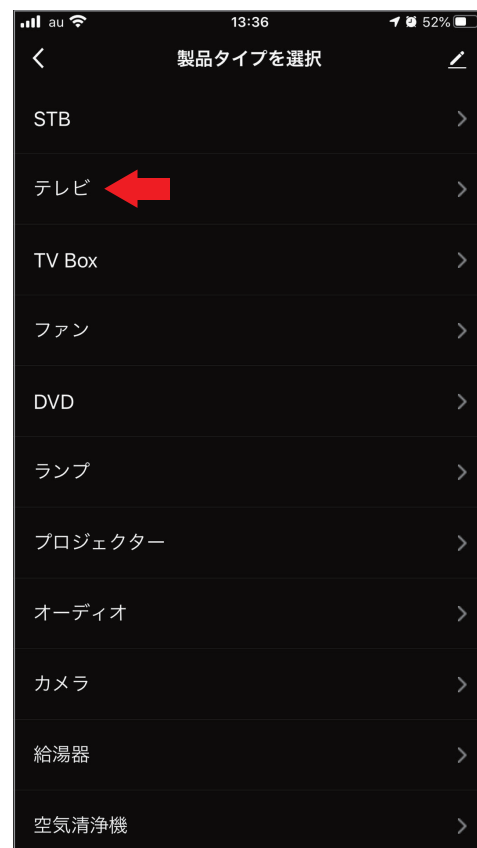 au 13:36 52%
製品タイプを選択
STB
テレビ
TV Box
ファン
DVD
ランプ
プロジェクター
オーディオ
カメラ
給湯器
空気清浄機